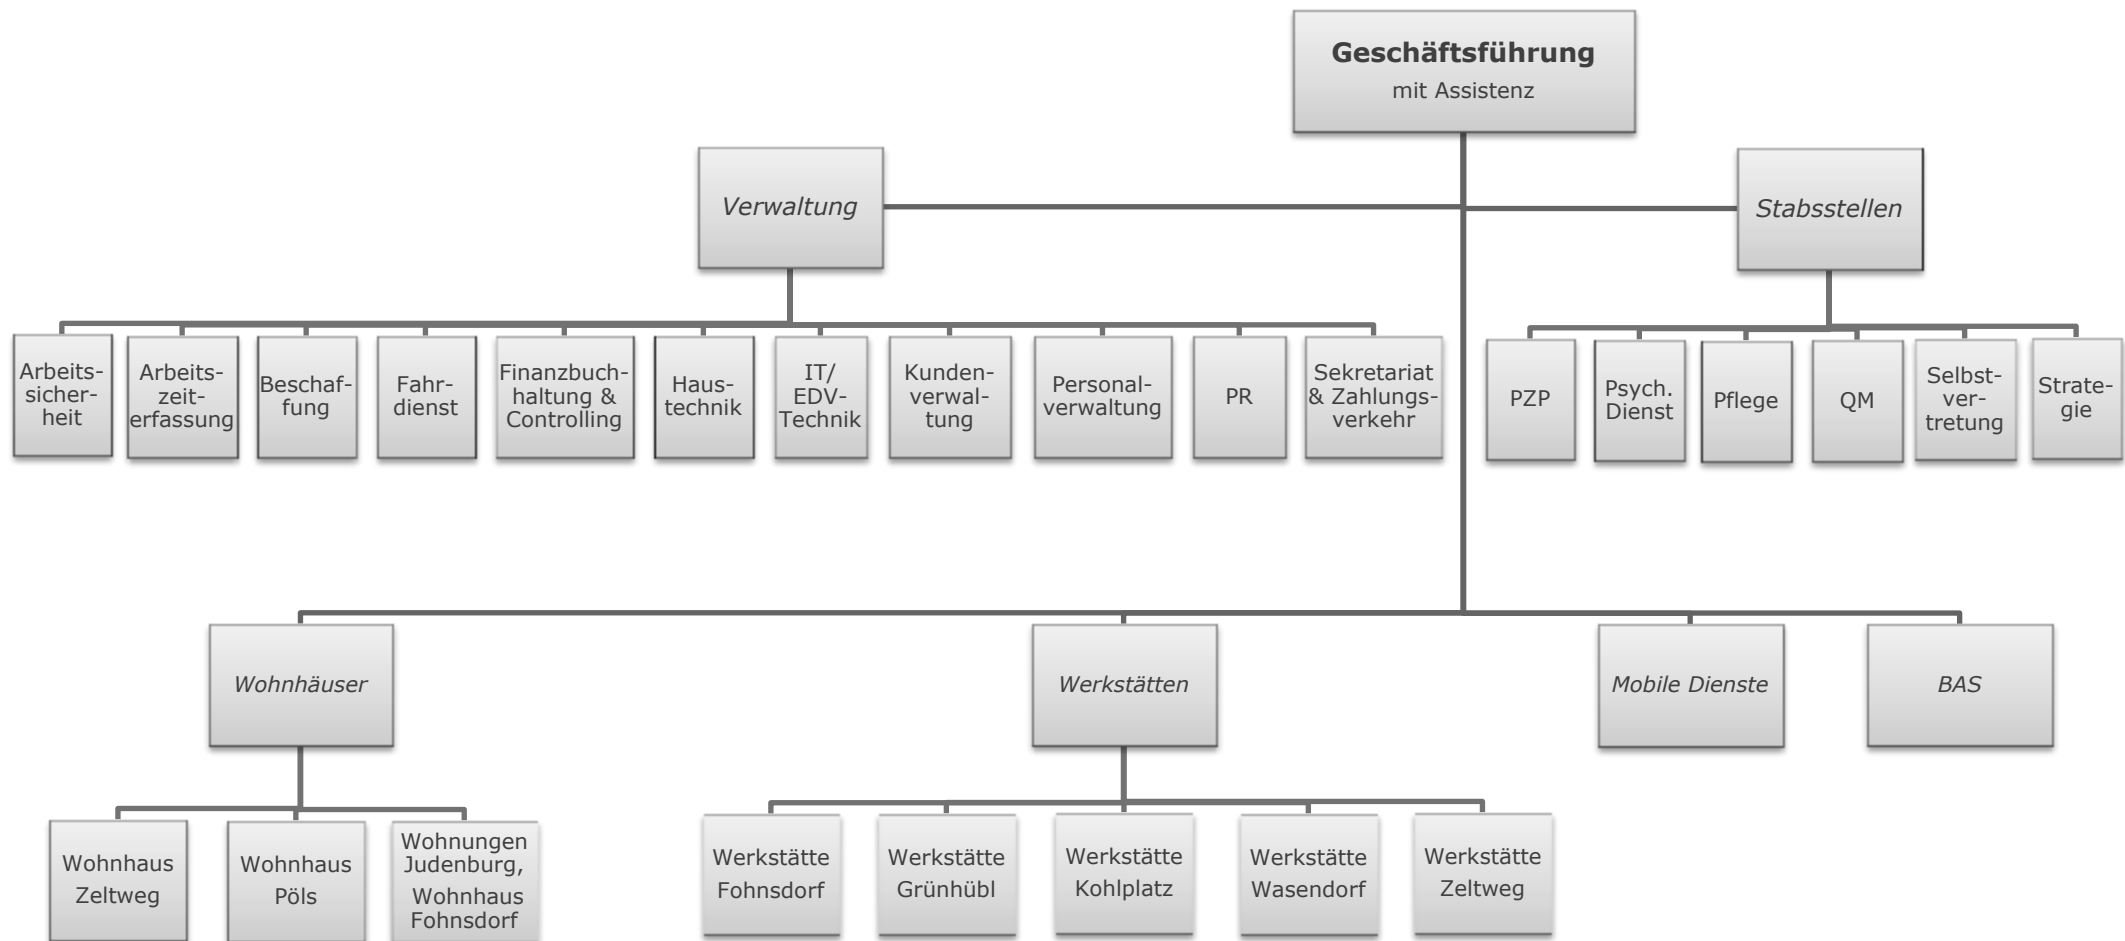 Geschäftsführung
mit Assistenz
Verwaltung
Stabsstellen
Arbeits-
sicher-
heit
Arbeits-
zeit-
erfassung
Beschaf-
fung
Fahr-
dienst
Finanzbuch-
haltung &
Controlling
Haus-
technik
IT/
EDV-
Technik
Kunden-
verwal-
tung
Personal-
verwaltung
PR
Sekretariat
& Zahlungs-
verkehr
PZP
Psych.
Dienst
Pflege
QM
Selbst-
ver-
tretung
Strate-
gie
Wohnhäuser
Werkstätten
Mobile Dienste
BAS
Wohnhaus
Zeltweg
Wohnhaus
Pöls
Wohnungen
Judenburg,
Wohnhaus
Fohnsdorf
Werkstätte
Fohnsdorf
Werkstätte
Grünhübl
Werkstätte
Kohlplatz
Werkstätte
Wasendorf
Werkstätte
Zeltweg